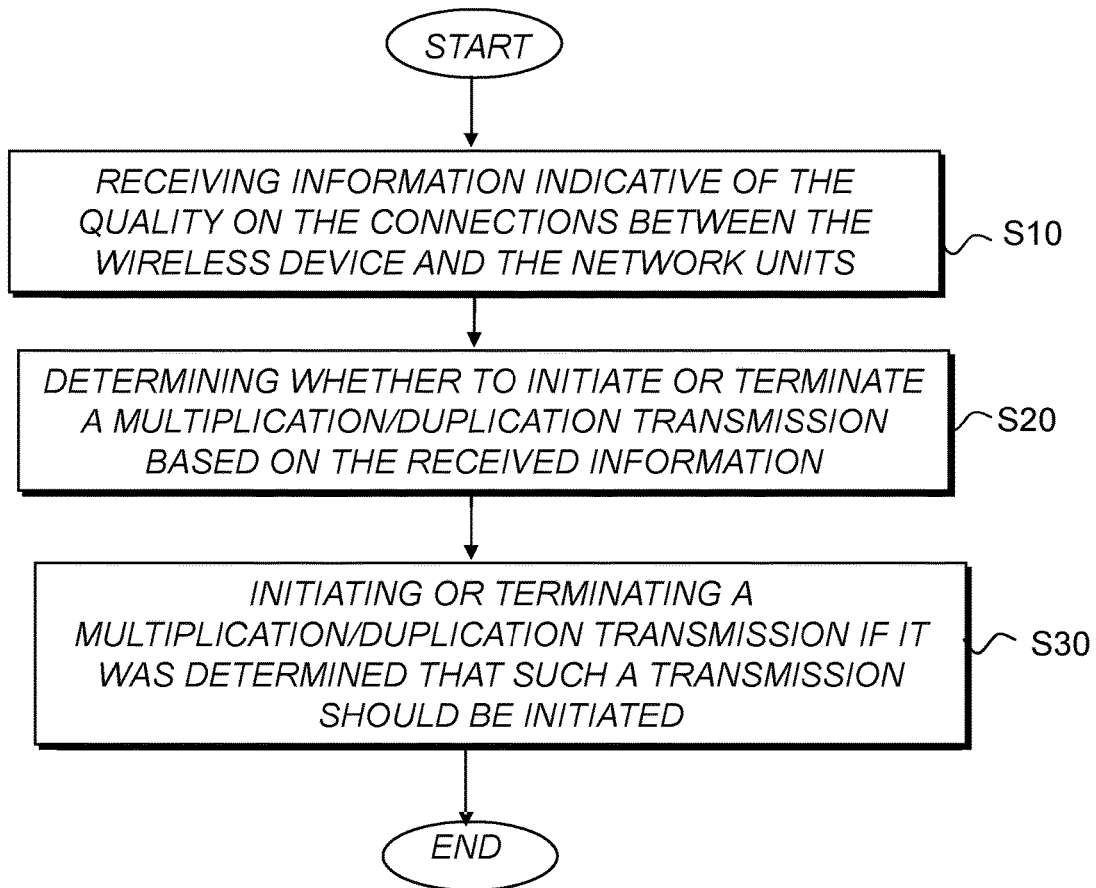 START
RECEIVING INFORMATION INDICATIVE OF THE
QUALITY ON THE CONNECTIONS BETWEEN THE
WIRELESS DEVICE AND THE NETWORK UNITS
S10
DETERMINING WHETHER TO INITIATE OR TERMINATE
A MULTIPLICATION/DUPLICATION TRANSMISSION
BASED ON THE RECEIVED INFORMATION
S20
INITIATING OR TERMINATING A
MULTIPLICATION/DUPLICATION TRANSMISSION IF IT
WAS DETERMINED THAT SUCH A TRANSMISSION
SHOULD BE INITIATED
S30
END